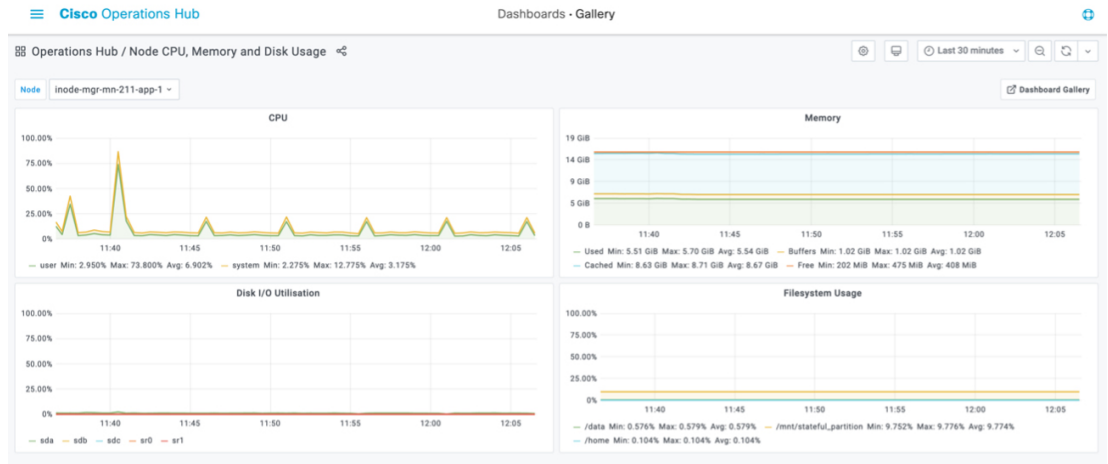 Cisco Operations Hub
Dashboards · Gallery
Operations Hub / Node CPU, Memory and Disk Usage
Last 30 minutes
Node inode-mgr-mn-211-app-1
Dashboard Gallery
CPU
100.00%
75.00%
50.00%
25.00%
0%
11:40 11:45 11:50 11:55 12:00 12:05
user Min: 2.950% Max: 73.800% Avg: 6.902% system Min: 2.275% Max: 12.775% Avg: 3.175%
Memory
19 GiB
14 GiB
9 GiB
5 GiB
0 B
11:40 11:45 11:50 11:55 12:00 12:05
Used Min: 5.51 GiB Max: 5.70 GiB Avg: 5.54 GiB Buffers Min: 1.02 GiB Max: 1.02 GiB Avg: 1.02 GiB
Cached Min: 8.63 GiB Max: 8.71 GiB Avg: 8.67 GiB Free Min: 202 MiB Max: 475 MiB Avg: 408 MiB
Disk I/O Utilisation
100.00%
75.00%
50.00%
25.00%
0%
11:40 11:45 11:50 11:55 12:00 12:05
sda sdb sdc sr0 sr1
Filesystem Usage
100.00%
75.00%
50.00%
25.00%
0%
11:40 11:45 11:50 11:55 12:00 12:05
/data Min: 0.576% Max: 0.579% Avg: 0.579% /mnt/stateful_partition Min: 9.752% Max: 9.776% Avg: 9.774%
/home Min: 0.104% Max: 0.104% Avg: 0.104%